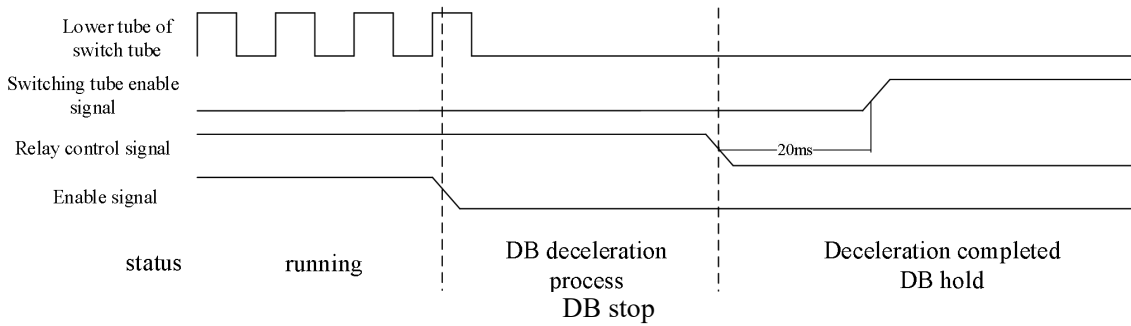 Lower tube of
switch tube
Switching tube enable
signal
Relay control signal
20ms
Enable signal
status
running
DB deceleration
process
Deceleration completed
DB hold
DB stop